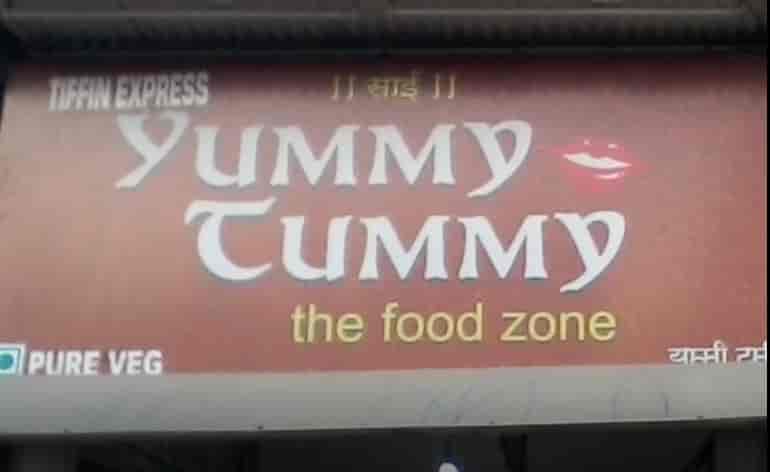 TIFFIN EXPRESS
|| साई ||
Yummy
Tummy
the food zone
PURE VEG
याम्मी